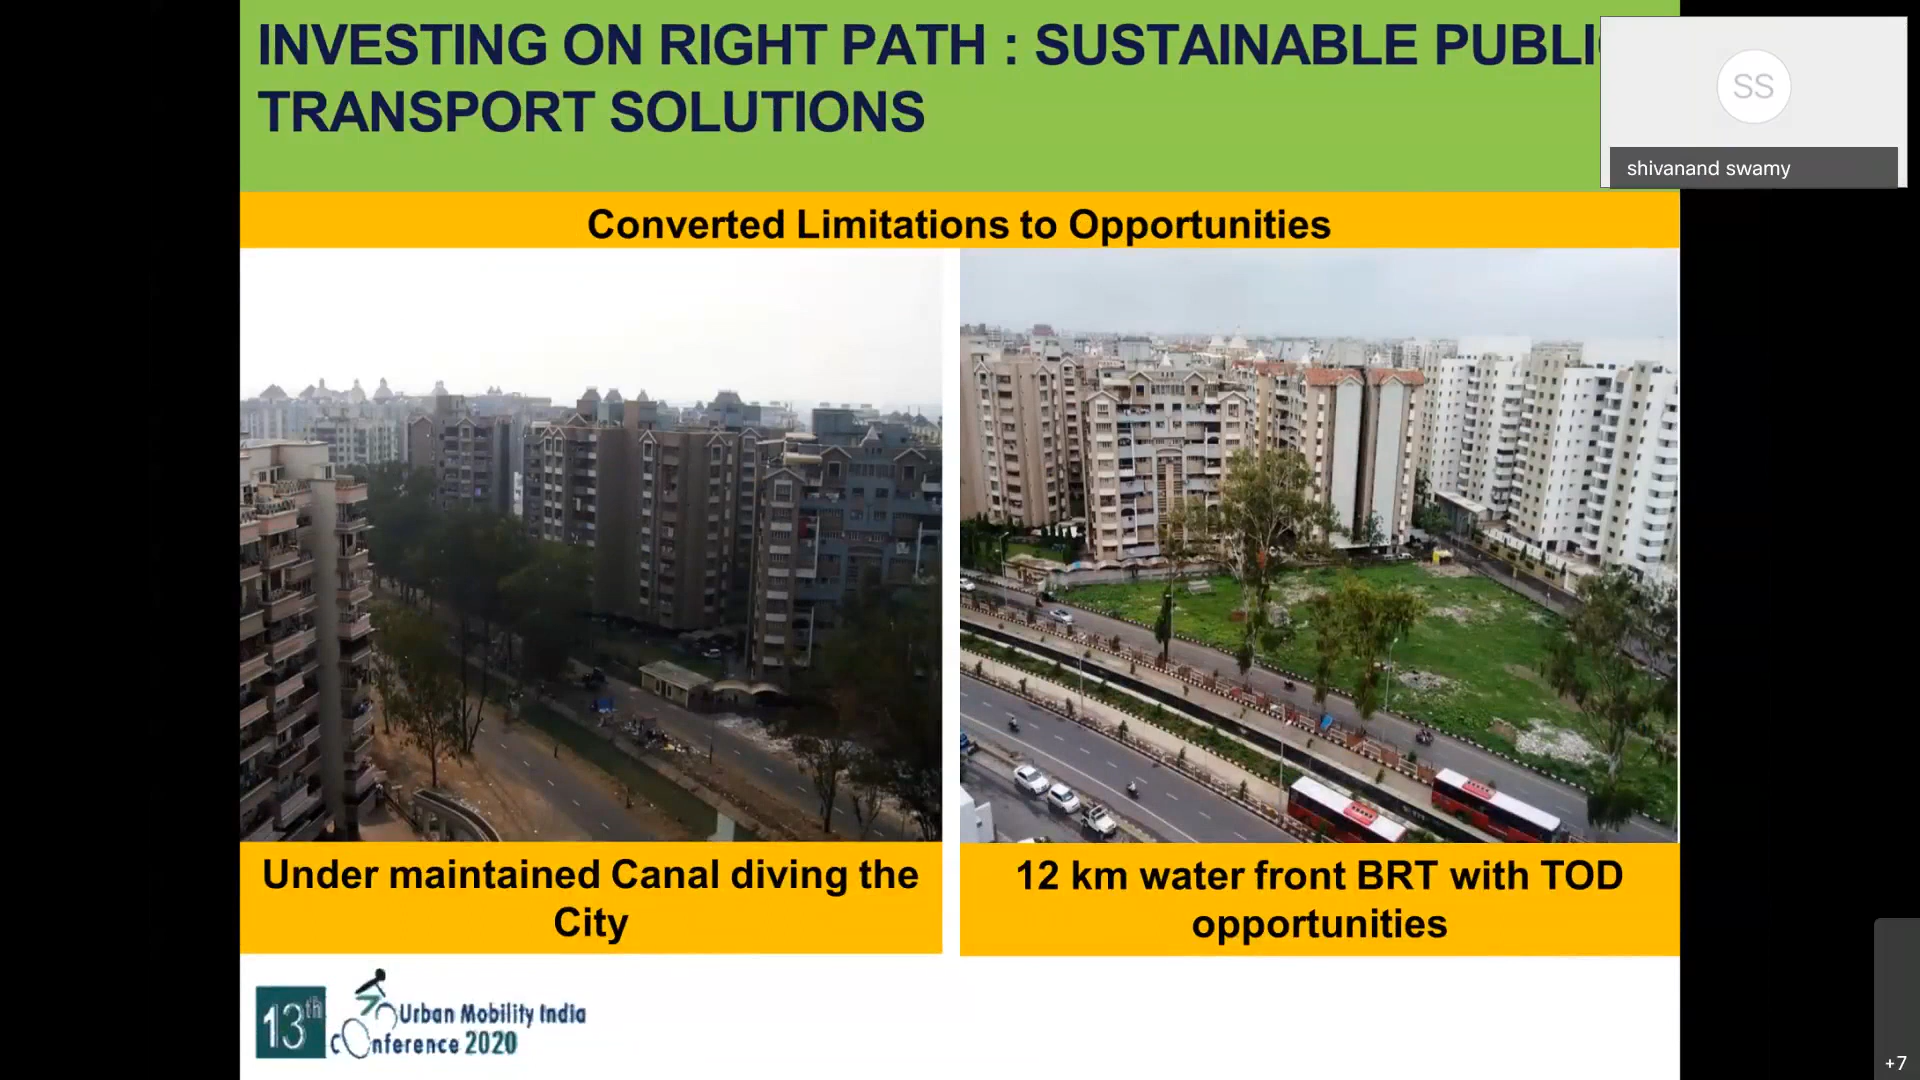 INVESTING ON RIGHT PATH : SUSTAINABLE PUBLI
TRANSPORT SOLUTIONS
SS
shivanand swamy
Converted Limitations to Opportunities
Under maintained Canal diving the
City
12 km water front BRT with TOD
opportunities
13th
Urban Mobility India
Conference 2020
+7